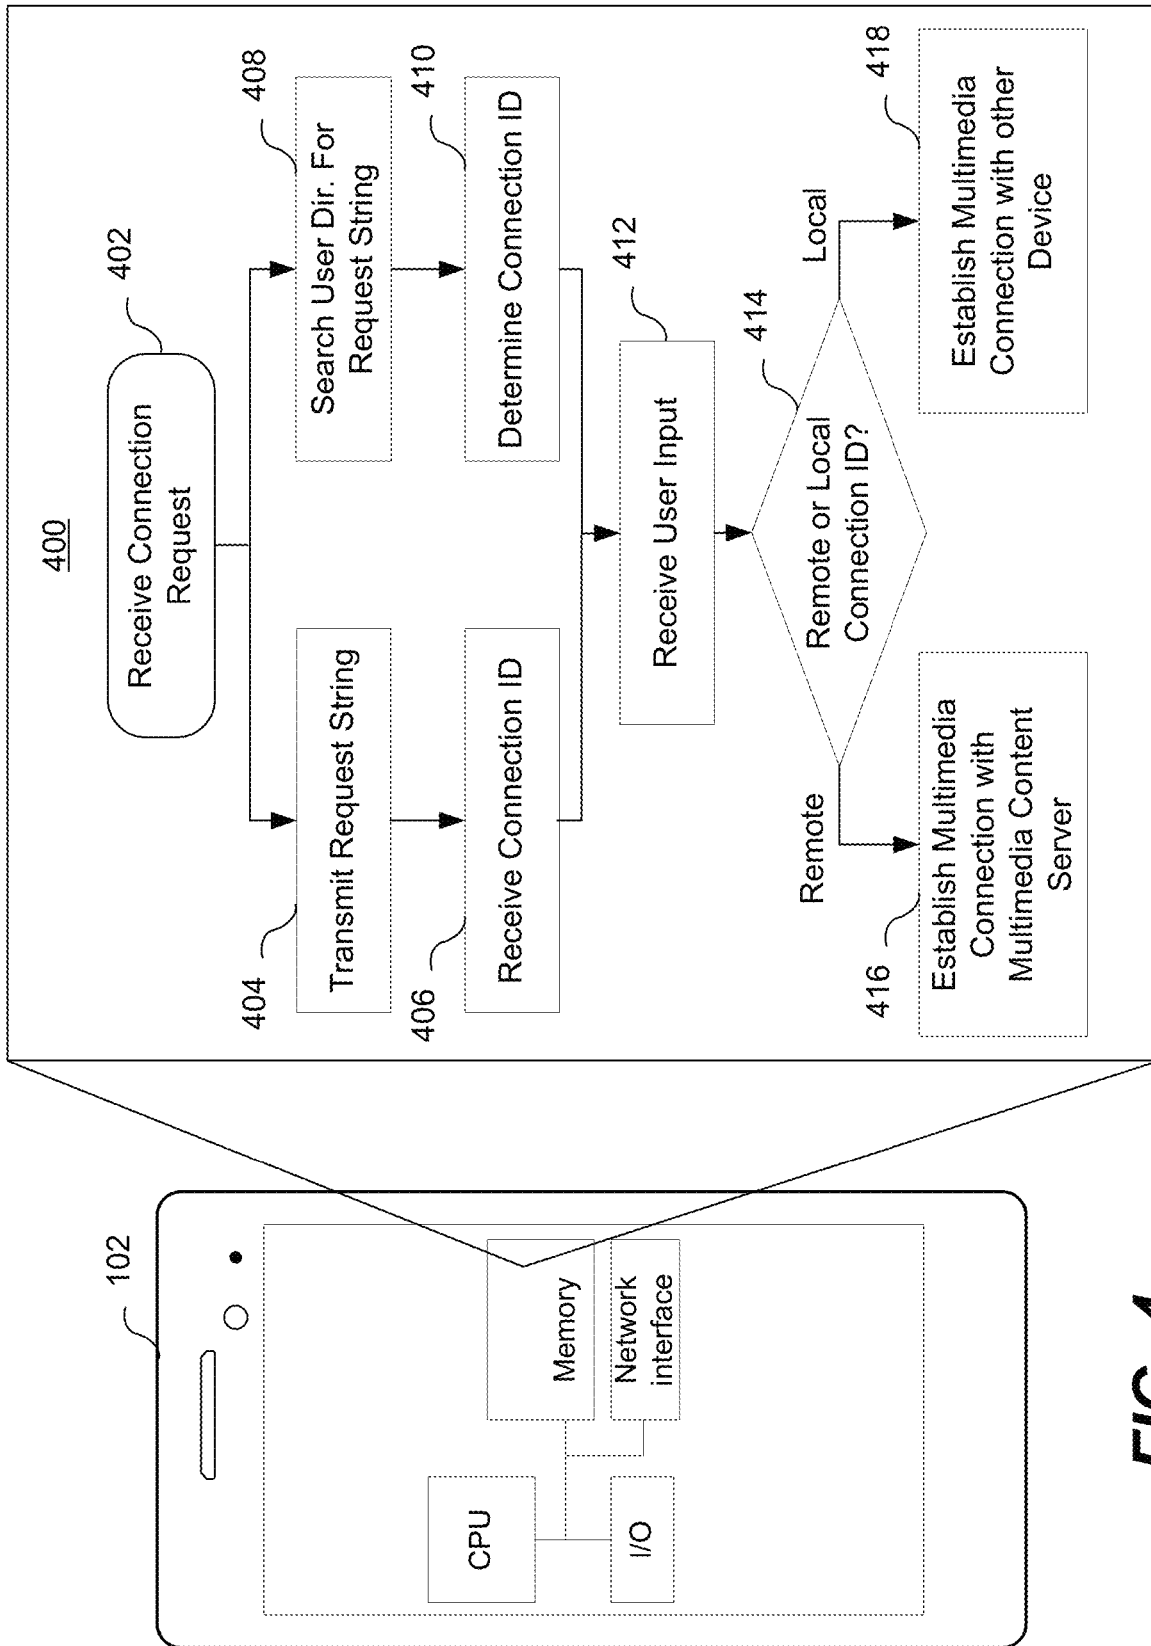 400
402
Receive Connection
Request
404
Transmit Request String
408
Search User Dir. For
Request String
406
Receive Connection ID
410
Determine Connection ID
412
Receive User Input
414
Remote or Local
Connection ID?
Remote
Local
416
Establish Multimedia
Connection with
Multimedia Content
Server
418
Establish Multimedia
Connection with other
Device
102
CPU
Memory
I/O
Network
interface
FIG. 4